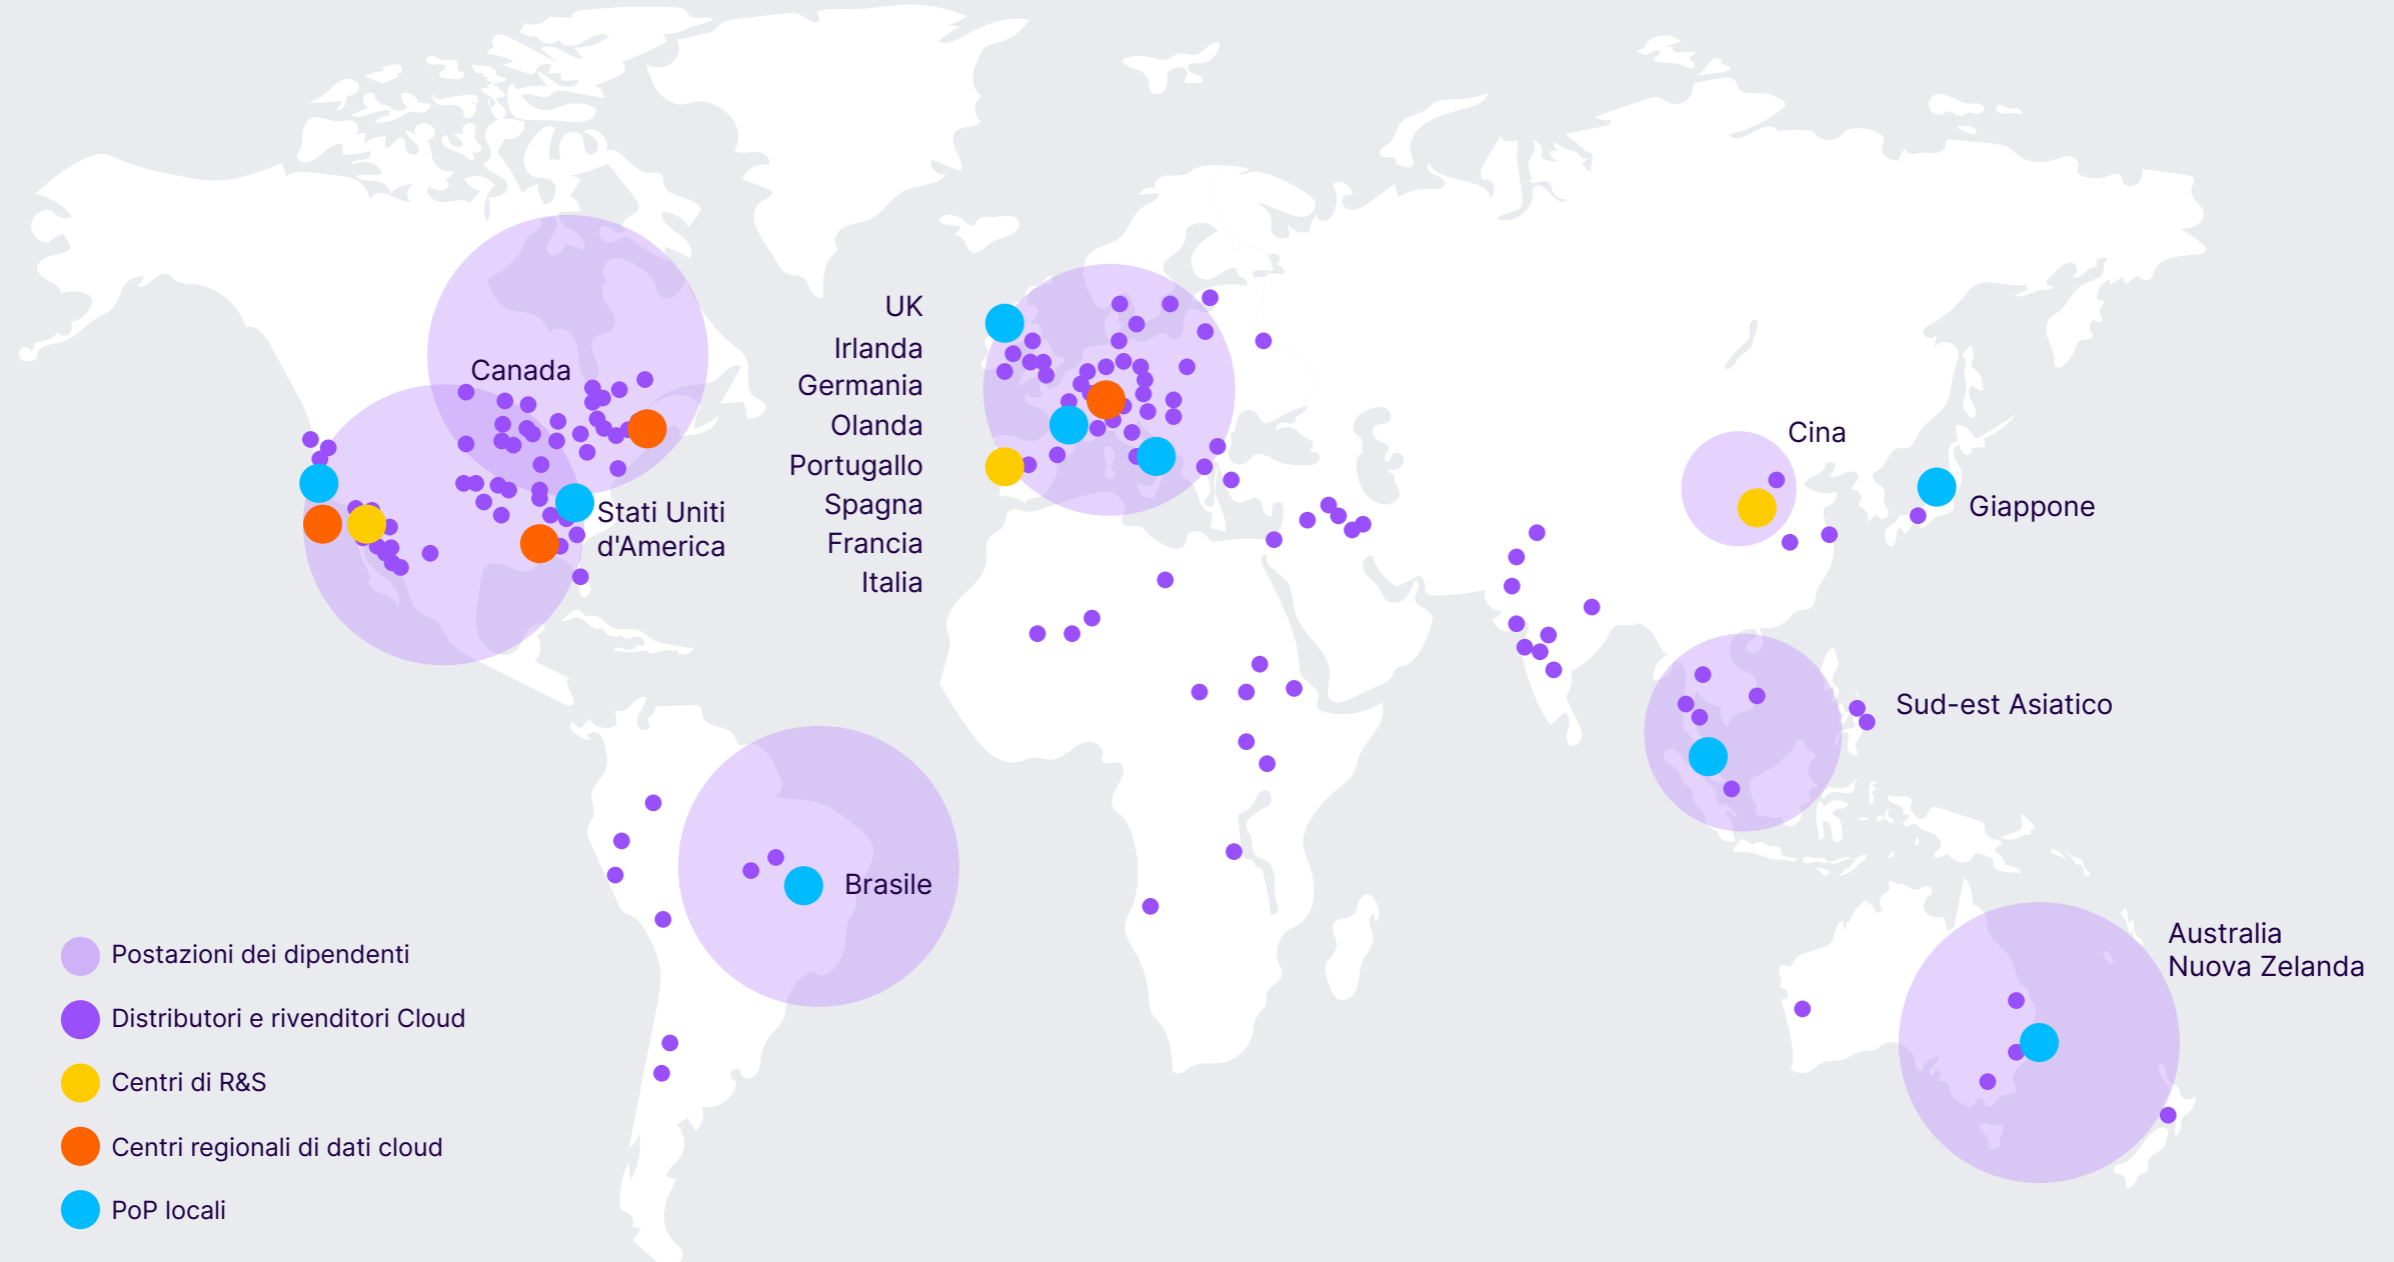 UK
Irlanda
Germania
Olanda
Portugallo
Spagna
Francia
Italia
Canada
Stati Uniti
d'America
Cina
Giappone
Sud-est Asiatico
Brasile
Australia
Nuova Zelanda
Postazioni dei dipendenti
Distributori e rivenditori Cloud
Centri di R&S
Centri regionali di dati cloud
PoP locali